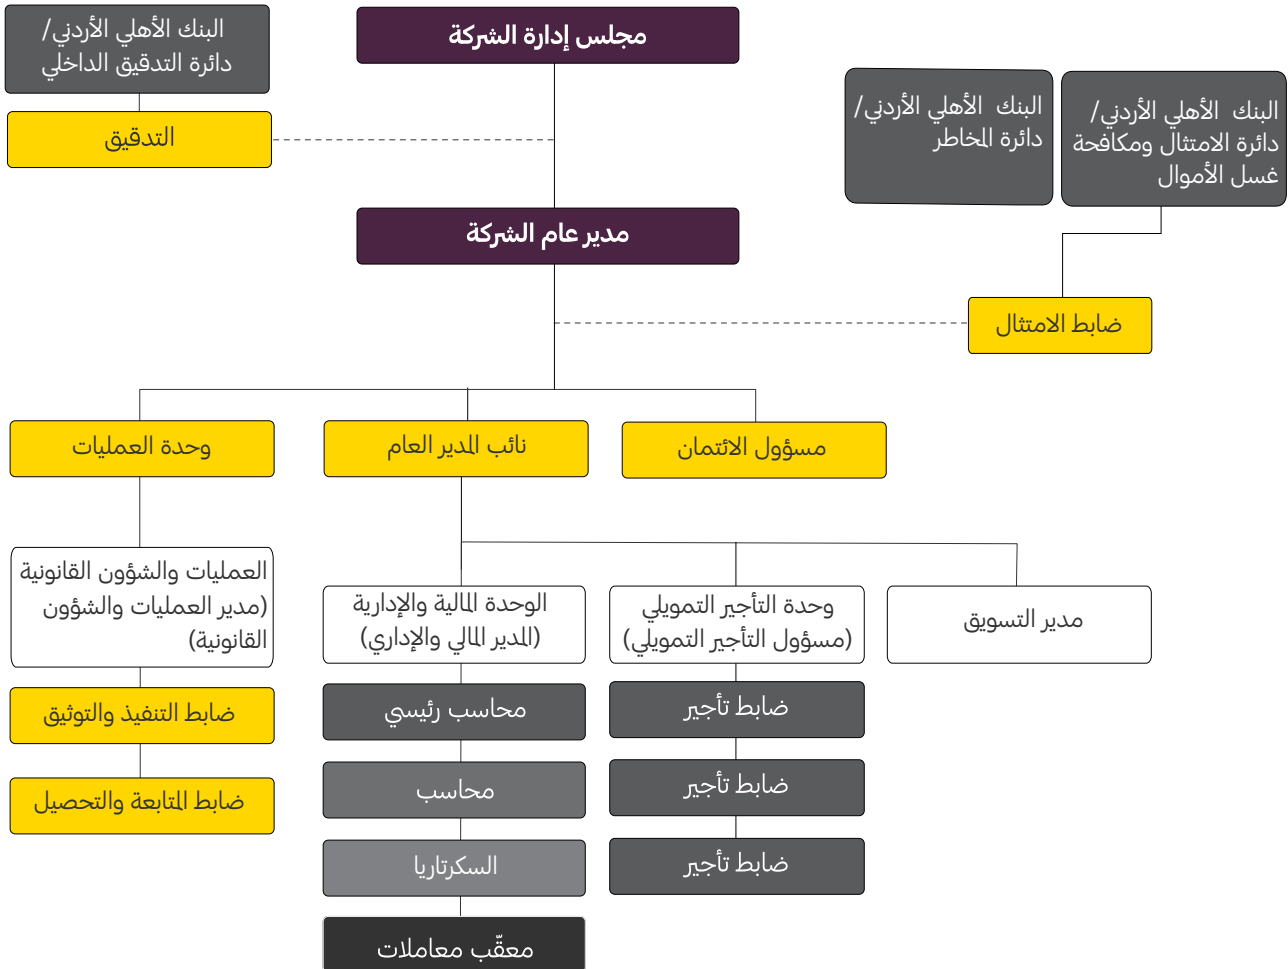 مجلس إدارة الشركة
البنك الأهلي الأردني/
دائرة التدقيق الداخلي
التدقيق
البنك الأهلي الأردني/
دائرة الامتثال ومكافحة
غسل الأموال
البنك الأهلي الأردني/
دائرة المخاطر
مدير عام الشركة
ضابط الامتثال
مسؤول الائتمان
نائب المدير العام
وحدة العمليات
مدير التسويق
وحدة التأجير التمويلي
(مسؤول التأجير التمويلي)
ضابط تأجير
ضابط تأجير
ضابط تأجير
الوحدة المالية والإدارية
(المدير المالي والإداري)
محاسب رئيسي
محاسب
السكرتاريا
معقّب معاملات
العمليات والشؤون القانونية
(مدير العمليات والشؤون
القانونية)
ضابط التنفيذ والتوثيق
ضابط المتابعة والتحصيل